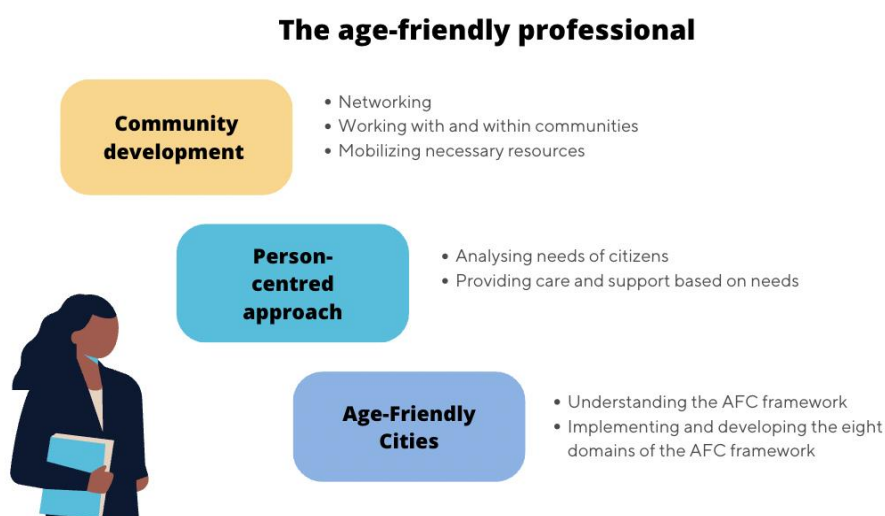 The age-friendly professional
Community
development
• Networking
• Working with and within communities
• Mobilizing necessary resources
Person-
centred
approach
• Analysing needs of citizens
• Providing care and support based on needs
Age-Friendly
Cities
• Understanding the AFC framework
• Implementing and developing the eight
domains of the AFC framework